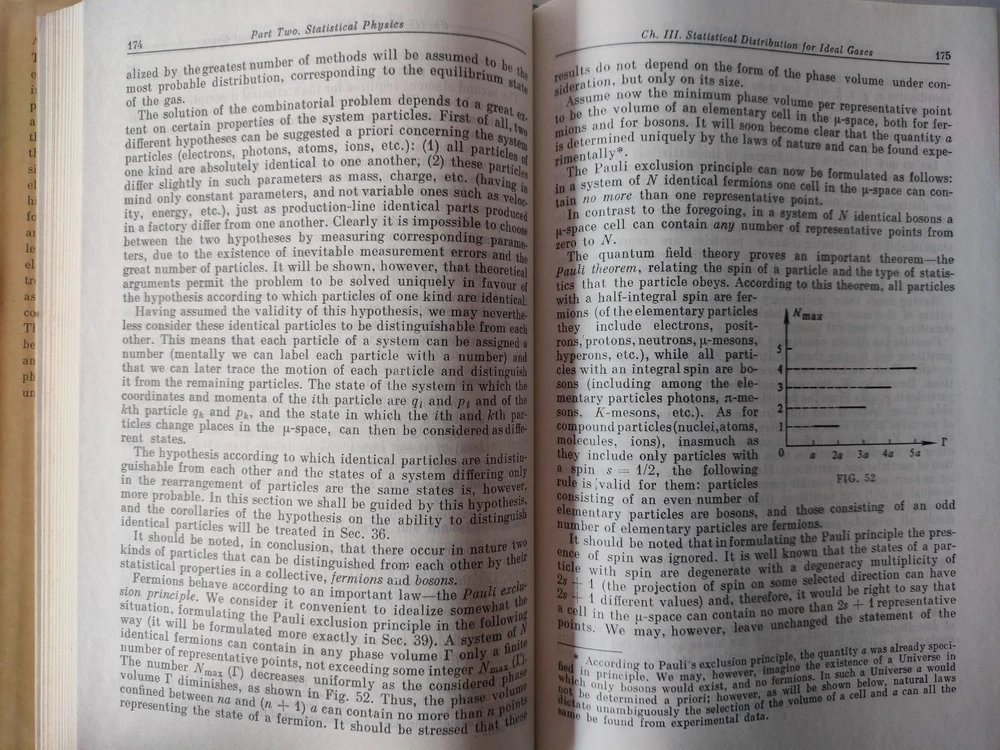 174
Part Two. Statistical Physics
alized by the greatest number of methods will be assumed to be the
most probable distribution, corresponding to the equilibrium state
of the gas.
The solution of the combinatorial problem depends to a great ex-
tent on certain properties of the system particles. First of all, two
different hypotheses can be suggested a priori concerning the system
particles (electrons, photons, atoms, ions, etc.): (1) all particles of
one kind are absolutely identical to one another, (2) these particles
differ slightly in such parameters as mass, charge, etc. (having in
mind only constant parameters, and not variable ones such as veloc-
ity, energy, etc.), just as production-line identical parts produced
in a factory differ from one another. Clearly it is impossible to choose
between the two hypotheses by measuring corresponding parame-
ters, due to the existence of inevitable measurement errors and the
great number of particles. It will be shown, however, that theoretical
arguments permit the problem to be solved uniquely in favour of
the hypothesis according to which particles of one kind are identical.
Having assumed the validity of this hypothesis, we may neverthe-
less consider these identical particles to be distinguishable from each
other. This means that each particle of a system can be assigned a
number (mentally we can label each particle with a number) and
that we can later trace the motion of each particle and distinguish
it from the remaining particles. The state of the system in which the
coordinates and momenta of the ith particle are qi and pi and of the
kth particle qk and pk, and the state in which the ith and kth par-
ticles change places in the μ-space, can then be considered as diffe-
rent states.
The hypothesis according to which identical particles are indistin-
guishable from each other and the states of a system differing only
in the rearrangement of particles are the same states is, however,
more probable. In this section we shall be guided by this hypothesis,
and the corollaries of the hypothesis on the ability to distinguish
identical particles will be treated in Sec. 36.
It should be noted, in conclusion, that there occur in nature two
kinds of particles that can be distinguished from each other by their
statistical properties in a collective, fermions and bosons.
Fermions behave according to an important law—the Pauli exclu-
sion principle. We consider it convenient to idealize somewhat the
situation, formulating the Pauli exclusion principle in the following
way (it will be formulated more exactly in Sec. 39). A system of N
identical fermions can contain in any phase volume Γ only a finite
number of representative points, not exceeding some integer Nmax (Γ).
The number Nmax (Γ) decreases uniformly as the considered phase
volume Γ diminishes, as shown in Fig. 52. Thus, the phase volume
confined between na and (n + 1) a can contain no more than n points
representing the state of a fermion. It should be stressed that these
Ch. III. Statistical Distribution for Ideal Gases
175
results do not depend on the form of the phase volume under con-
sideration, but only on its size.
Assume now the minimum phase volume per representative point
to be the volume of an elementary cell in the μ-space, both for fer-
mions and for bosons. It will soon become clear that the quantity a
is determined uniquely by the laws of nature and can be found expe-
rimentally*.
The Pauli exclusion principle can now be formulated as follows:
in a system of N identical fermions one cell in the μ-space can con-
tain no more than one representative point.
In contrast to the foregoing, in a system of N identical bosons a
μ-space cell can contain any number of representative points from
zero to N.
The quantum field theory proves an important theorem—the
Pauli theorem, relating the spin of a particle and the type of statis-
tics that the particle obeys. According to this theorem, all particles
with a half-integral spin are fer-
mions (of the elementary particles
they include electrons, posit-
rons, protons, neutrons, μ-mesons,
hyperons, etc.), while all parti-
cles with an integral spin are bo-
sons (including among the ele-
mentary particles photons, π-me-
sons, K-mesons, etc.). As for
compound particles (nuclei, atoms,
molecules, ions), inasmuch as
they include only particles with
a spin s = 1/2, the following
rule is valid for them: particles
consisting of an even number of
elementary particles are bosons, and those consisting of an odd
number of elementary particles are fermions.
Nmax
5
4
3
2
1
0 a 2a 3a 4a 5a Γ
FIG. 52
It should be noted that in formulating the Pauli principle the pres-
ence of spin was ignored. It is well known that the states of a par-
ticle with spin are degenerate with a degeneracy multiplicity of
2s + 1 (the projection of spin on some selected direction can have
2s + 1 different values) and, therefore, it would be right to say that
a cell in the μ-space can contain no more than 2s + 1 representative
points. We may, however, leave unchanged the statement of the
* According to Pauli's exclusion principle, the quantity a was already speci-
fied in principle. We may, however, imagine the existence of a Universe in
which only bosons would exist, and no fermions. In such a Universe a would
not be determined a priori; however, as will be shown below, natural laws
dictate unambiguously the selection of the volume of a cell and a can all the
same be found from experimental data.